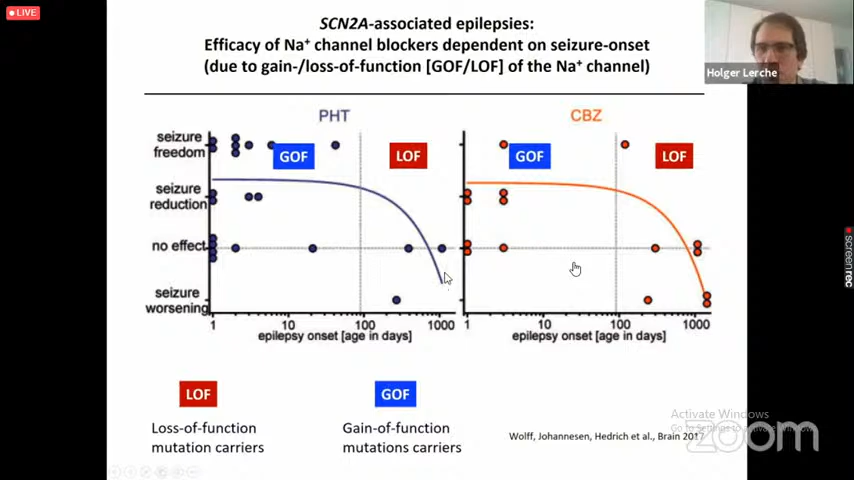 LIVE
SCN2A-associated epilepsies:
Efficacy of Na+ channel blockers dependent on seizure-onset
(due to gain-/loss-of-function [GOF/LOF] of the Na+ channel)
Holger Lerche
PHT
CBZ
seizure
freedom
seizure
reduction
no effect
seizure
worsening
GOF
LOF
GOF
LOF
1 10 100 1000
1 10 100 1000
epilepsy onset [age in days]
epilepsy onset [age in days]
LOF
GOF
Loss-of-function
mutation carriers
Gain-of-function
mutations carriers
Wolff, Johannesen, Hedrich et al., Brain 2017
Activate Windows
zoom
screenrec